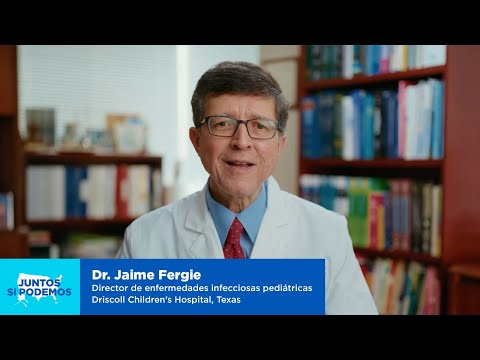 JUNTOS
SÍ PODEMOS
Dr. Jaime Fergie
Director de enfermedades infecciosas pediátricas
Driscoll Children's Hospital, Texas